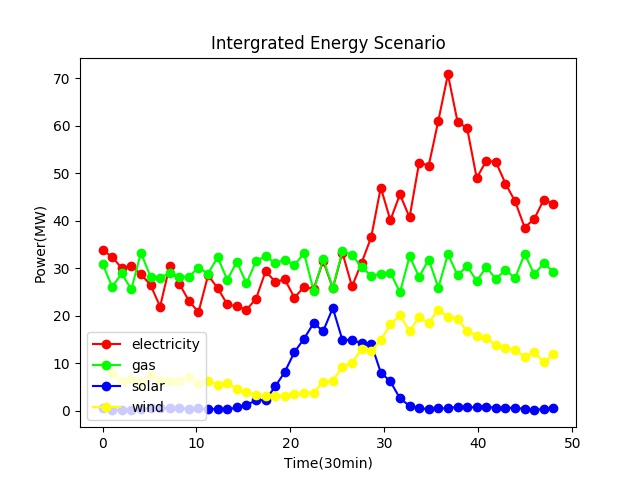 Intergrated Energy Scenario
Power(MW)
70
60
50
40
30
20
10
0
electricity
gas
solar
wind
0 10 20 30 40 50
Time(30min)